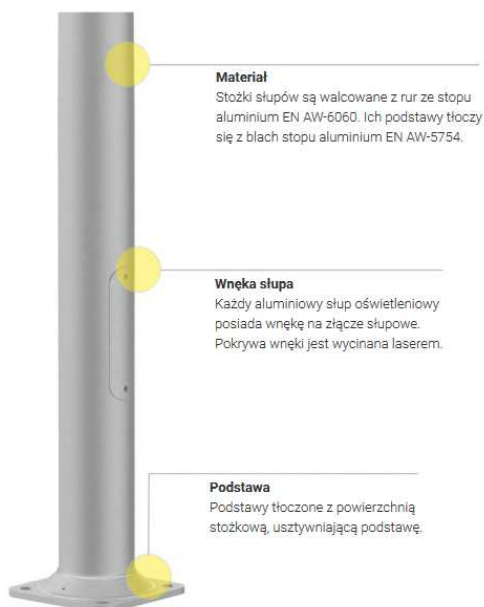 Materiał
Stożki słupów są walcowane z rur ze stopu
aluminium EN AW-6060. Ich podstawy tłoczy
się z blach stopu aluminium EN AW-5754.
Wnęka słupa
Każdy aluminiowy słup oświetleniowy
posiada wnękę na złącze słupowe.
Pokrywa wnęki jest wycinana laserem.
Podstawa
Podstawy tłoczone z powierzchnią
stożkową, usztywniającą podstawę.